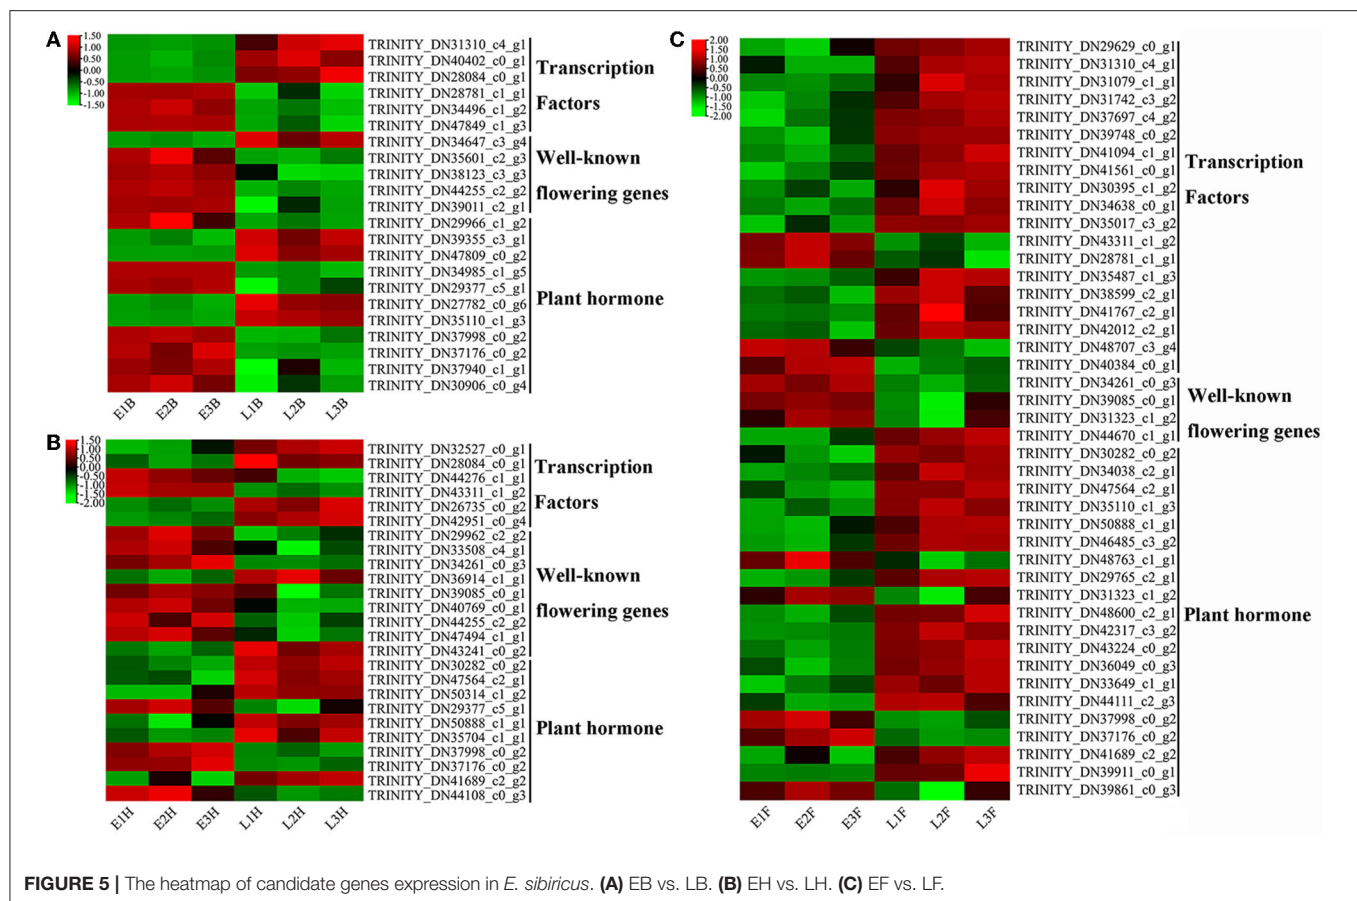 A
1.50
1.00
0.50
0.00
-0.50
-1.00
-1.50
TRINITY_DN31310_c4_g1
TRINITY_DN40402_c0_g1
TRINITY_DN28084_c0_g1
TRINITY_DN28781_c1_g1
TRINITY_DN34496_c1_g2
TRINITY_DN47849_c1_g3
TRINITY_DN34647_c3_g4
TRINITY_DN35601_c2_g3
TRINITY_DN38123_c3_g3
TRINITY_DN44255_c2_g2
TRINITY_DN39011_c2_g1
TRINITY_DN29966_c1_g2
TRINITY_DN39355_c3_g1
TRINITY_DN47809_c0_g2
TRINITY_DN34985_c1_g5
TRINITY_DN29377_c5_g1
TRINITY_DN27782_c0_g6
TRINITY_DN35110_c1_g3
TRINITY_DN37998_c0_g2
TRINITY_DN37176_c0_g2
TRINITY_DN37940_c1_g1
TRINITY_DN30906_c0_g4
Transcription
Factors
Well-known
flowering genes
Plant hormone
E1B E2B E3B L1B L2B L3B
B
1.50
1.00
0.50
0.00
-0.50
-1.00
-1.50
-2.00
TRINITY_DN32527_c0_g1
TRINITY_DN28084_c0_g1
TRINITY_DN44276_c1_g1
TRINITY_DN43311_c1_g2
TRINITY_DN26735_c0_g2
TRINITY_DN42951_c0_g4
TRINITY_DN29962_c2_g2
TRINITY_DN33508_c4_g1
TRINITY_DN34261_c0_g3
TRINITY_DN36914_c1_g1
TRINITY_DN39085_c0_g1
TRINITY_DN40769_c0_g1
TRINITY_DN44255_c2_g2
TRINITY_DN47494_c1_g1
TRINITY_DN43241_c0_g2
TRINITY_DN30282_c0_g2
TRINITY_DN47564_c2_g1
TRINITY_DN50314_c1_g2
TRINITY_DN29377_c5_g1
TRINITY_DN50888_c1_g1
TRINITY_DN35704_c1_g1
TRINITY_DN37998_c0_g2
TRINITY_DN37176_c0_g2
TRINITY_DN41689_c2_g2
TRINITY_DN44108_c0_g3
Transcription
Factors
Well-known
flowering genes
Plant hormone
E1H E2H E3H L1H L2H L3H
C
2.00
1.50
1.00
0.50
0.00
-0.50
-1.00
-1.50
-2.00
TRINITY_DN29629_c0_g1
TRINITY_DN31310_c4_g1
TRINITY_DN31079_c1_g1
TRINITY_DN31742_c3_g2
TRINITY_DN37697_c4_g2
TRINITY_DN39748_c0_g2
TRINITY_DN41094_c1_g1
TRINITY_DN41561_c0_g1
TRINITY_DN30395_c1_g2
TRINITY_DN34638_c0_g1
TRINITY_DN35017_c3_g2
TRINITY_DN43311_c1_g2
TRINITY_DN28781_c1_g1
TRINITY_DN35487_c1_g3
TRINITY_DN38599_c2_g1
TRINITY_DN41767_c2_g1
TRINITY_DN42012_c2_g1
TRINITY_DN48707_c3_g4
TRINITY_DN40384_c0_g1
TRINITY_DN34261_c0_g3
TRINITY_DN39085_c0_g1
TRINITY_DN31323_c1_g2
TRINITY_DN44670_c1_g1
TRINITY_DN30282_c0_g2
TRINITY_DN34038_c2_g1
TRINITY_DN47564_c2_g1
TRINITY_DN35110_c1_g3
TRINITY_DN50888_c1_g1
TRINITY_DN46485_c3_g2
TRINITY_DN48763_c1_g1
TRINITY_DN29765_c2_g1
TRINITY_DN31323_c1_g2
TRINITY_DN48600_c2_g1
TRINITY_DN42317_c3_g2
TRINITY_DN43224_c0_g2
TRINITY_DN36049_c0_g3
TRINITY_DN33649_c1_g1
TRINITY_DN44111_c2_g3
TRINITY_DN37998_c0_g2
TRINITY_DN37176_c0_g2
TRINITY_DN41689_c2_g2
TRINITY_DN39911_c0_g1
TRINITY_DN39861_c0_g3
Transcription
Factors
Well-known
flowering genes
Plant hormone
E1F E2F E3F L1F L2F L3F
FIGURE 5 | The heatmap of candidate genes expression in E. sibiricus. (A) EB vs. LB. (B) EH vs. LH. (C) EF vs. LF.